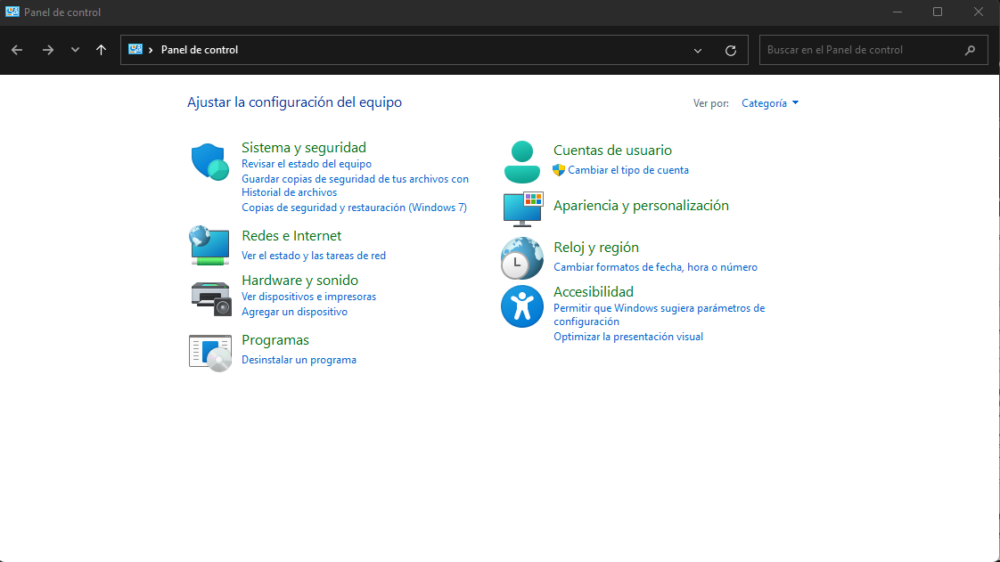 Panel de control
Panel de control
Buscar en el Panel de control
Ajustar la configuración del equipo
Ver por: Categoría
Sistema y seguridad
Revisar el estado del equipo
Guardar copias de seguridad de tus archivos con
Historial de archivos
Copias de seguridad y restauración (Windows 7)
Redes e Internet
Ver el estado y las tareas de red
Hardware y sonido
Ver dispositivos e impresoras
Agregar un dispositivo
Programas
Desinstalar un programa
Cuentas de usuario
Cambiar el tipo de cuenta
Apariencia y personalización
Reloj y región
Cambiar formatos de fecha, hora o número
Accesibilidad
Permitir que Windows sugiera parámetros de
configuración
Optimizar la presentación visual